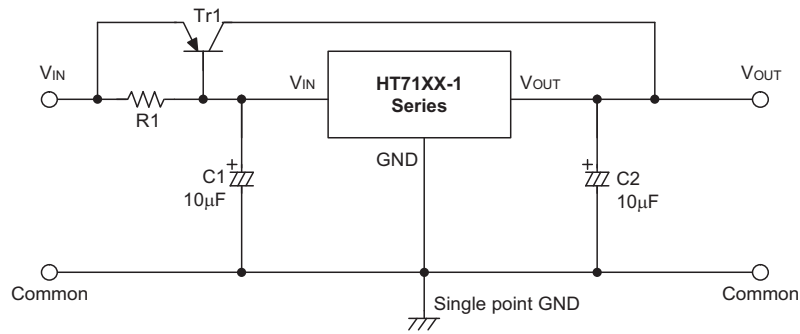 Tr1
VIN
R1
VIN
HT71XX-1
Series
VOUT
VOUT
GND
C1
10μF
C2
10μF
Common
Single point GND
Common